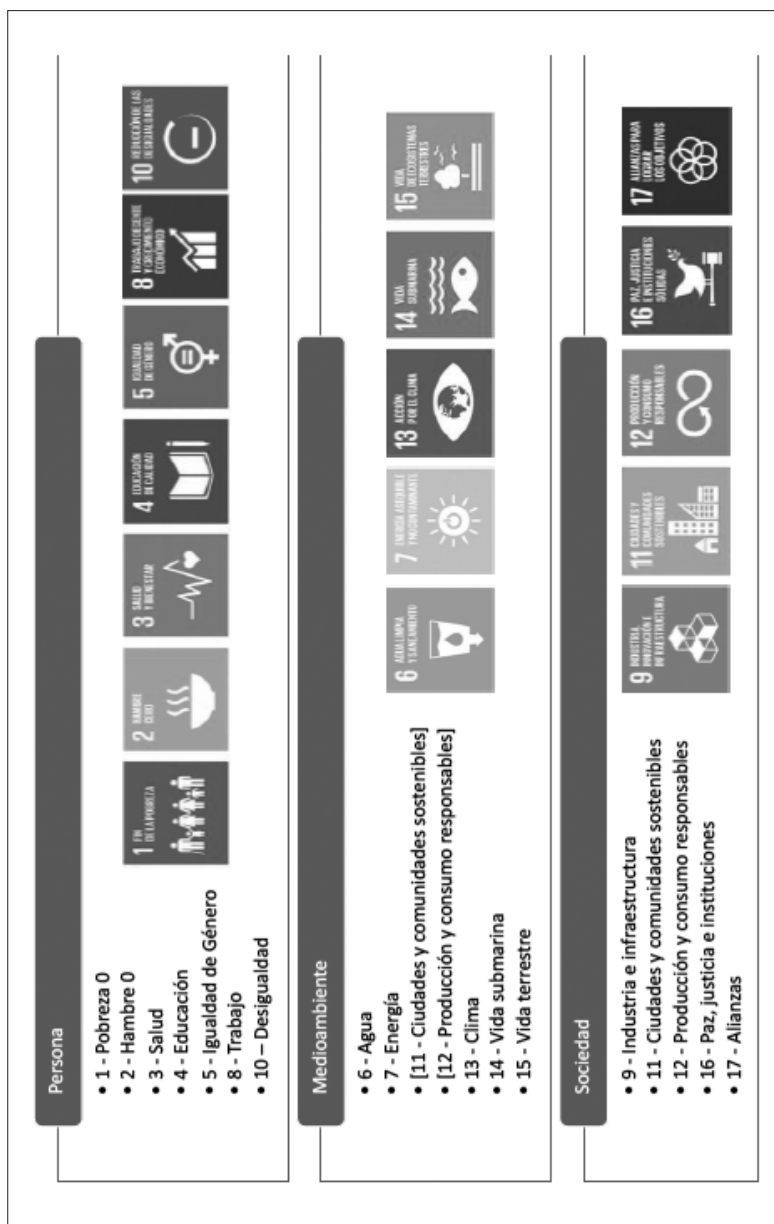 Persona
• 1 - Pobreza 0
• 2 - Hambre 0
• 3 - Salud
• 4 - Educación
• 5 - Igualdad de Género
• 8 - Trabajo
• 10 – Desigualdad
1 FIN
DE LA POBREZA
2 HAMBRE
CERO
3 SALUD
Y BIENESTAR
4 EDUCACIÓN
DE CALIDAD
5 IGUALDAD
DE GÉNERO
8 TRABAJO DECENTE
Y CRECIMIENTO
ECONÓMICO
10 REDUCCIÓN DE LAS
DESIGUALDADES
Medioambiente
• 6 - Agua
• 7 - Energía
• [11 - Ciudades y comunidades sostenibles]
• [12 - Producción y consumo responsables]
• 13 - Clima
• 14 - Vida submarina
• 15 - Vida terrestre
6 AGUA LIMPIA
Y SANEAMIENTO
7 ENERGÍA ASEQUIBLE
Y NO CONTAMINANTE
13 ACCIÓN
POR EL CLIMA
14 VIDA
SUBMARINA
15 VIDA
DE ECOSISTEMAS
TERRESTRES
Sociedad
• 9 - Industria e infraestructura
• 11 - Ciudades y comunidades sostenibles
• 12 - Producción y consumo responsables
• 16 - Paz, justicia e instituciones
• 17 - Alianzas
9 INDUSTRIA,
INNOVACIÓN E
INFRAESTRUCTURA
11 CIUDADES Y
COMUNIDADES
SOSTENIBLES
12 PRODUCCIÓN
Y CONSUMO
RESPONSABLES
16 PAZ, JUSTICIA
E INSTITUCIONES
SÓLIDAS
17 ALIANZAS PARA
LOGRAR
LOS OBJETIVOS